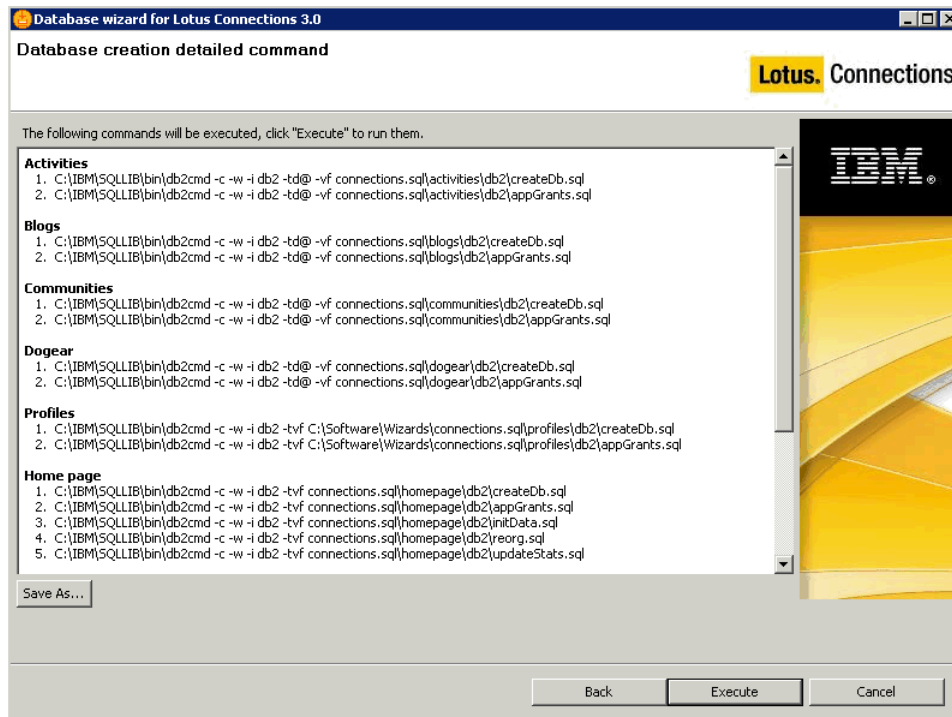 Database wizard for Lotus Connections 3.0
Database creation detailed command
Lotus. Connections
The following commands will be executed, click "Execute" to run them.
Activities
1. C:\IBM\SQLLIB\bin\db2cmd -c -w -i db2 -td@ -vf connections.sql\activities\db2\createDb.sql
2. C:\IBM\SQLLIB\bin\db2cmd -c -w -i db2 -td@ -vf connections.sql\activities\db2\appGrants.sql
Blogs
1. C:\IBM\SQLLIB\bin\db2cmd -c -w -i db2 -td@ -vf connections.sql\blogs\db2\createDb.sql
2. C:\IBM\SQLLIB\bin\db2cmd -c -w -i db2 -td@ -vf connections.sql\blogs\db2\appGrants.sql
Communities
1. C:\IBM\SQLLIB\bin\db2cmd -c -w -i db2 -td@ -vf connections.sql\communities\db2\createDb.sql
2. C:\IBM\SQLLIB\bin\db2cmd -c -w -i db2 -td@ -vf connections.sql\communities\db2\appGrants.sql
Dogear
1. C:\IBM\SQLLIB\bin\db2cmd -c -w -i db2 -td@ -vf connections.sql\dogear\db2\createDb.sql
2. C:\IBM\SQLLIB\bin\db2cmd -c -w -i db2 -td@ -vf connections.sql\dogear\db2\appGrants.sql
Profiles
1. C:\IBM\SQLLIB\bin\db2cmd -c -w -i db2 -tvf C:\Software\Wizards\connections.sql\profiles\db2\createDb.sql
2. C:\IBM\SQLLIB\bin\db2cmd -c -w -i db2 -tvf C:\Software\Wizards\connections.sql\profiles\db2\appGrants.sql
Home page
1. C:\IBM\SQLLIB\bin\db2cmd -c -w -i db2 -tvf connections.sql\homepage\db2\createDb.sql
2. C:\IBM\SQLLIB\bin\db2cmd -c -w -i db2 -tvf connections.sql\homepage\db2\appGrants.sql
3. C:\IBM\SQLLIB\bin\db2cmd -c -w -i db2 -tvf connections.sql\homepage\db2\initData.sql
4. C:\IBM\SQLLIB\bin\db2cmd -c -w -i db2 -tvf connections.sql\homepage\db2\reorg.sql
5. C:\IBM\SQLLIB\bin\db2cmd -c -w -i db2 -tvf connections.sql\homepage\db2\updateStats.sql
IBM®
Save As...
Back
Execute
Cancel